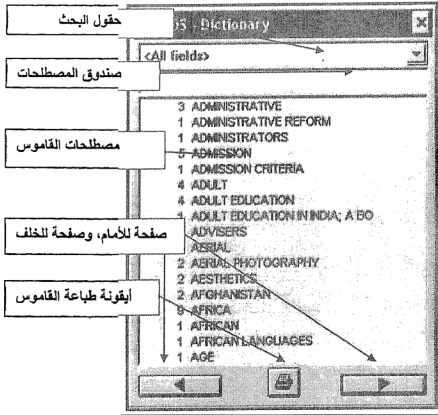 حقول البحث
Dictionary
<All fields>
صندوق المصطلحات
3 ADMINISTRATIVE
1 ADMINISTRATIVE REFORM
1 ADMINISTRATORS
مصطلحات القاموس
5 ADMISSION
1 ADMISSION CRITERIA
4 ADULT
4 ADULT EDUCATION
1 ADULT EDUCATION IN INDIA; A BO
صفحة للأمام، وصفحة للخلف
ADVISERS
AERIAL
2 AERIAL PHOTOGRAPHY
2 AESTHETICS
أيقونة طباعة القاموس
2 AFGHANISTAN
9 AFRICA
1 AFRICAN
1 AFRICAN LANGUAGES
1 AGE